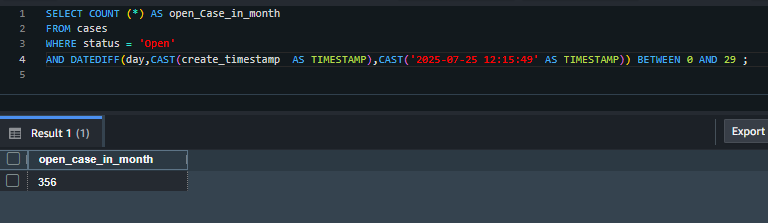 1 SELECT COUNT (*) AS open_Case_in_month
2 FROM cases
3 WHERE status = 'Open'
4 AND DATEDIFF(day,CAST(create_timestamp  AS TIMESTAMP),CAST('2025-07-25 12:15:49' AS TIMESTAMP)) BETWEEN 0 AND 29 ;
5
Result 1 (1)
Export
open_case_in_month
356